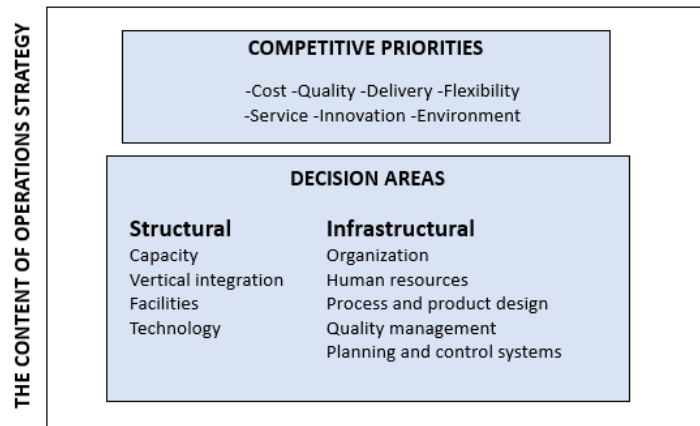 THE CONTENT OF OPERATIONS STRATEGY
COMPETITIVE PRIORITIES
-Cost -Quality -Delivery -Flexibility
-Service -Innovation -Environment
DECISION AREAS
Structural
Capacity
Vertical integration
Facilities
Technology
Infrastructural
Organization
Human resources
Process and product design
Quality management
Planning and control systems